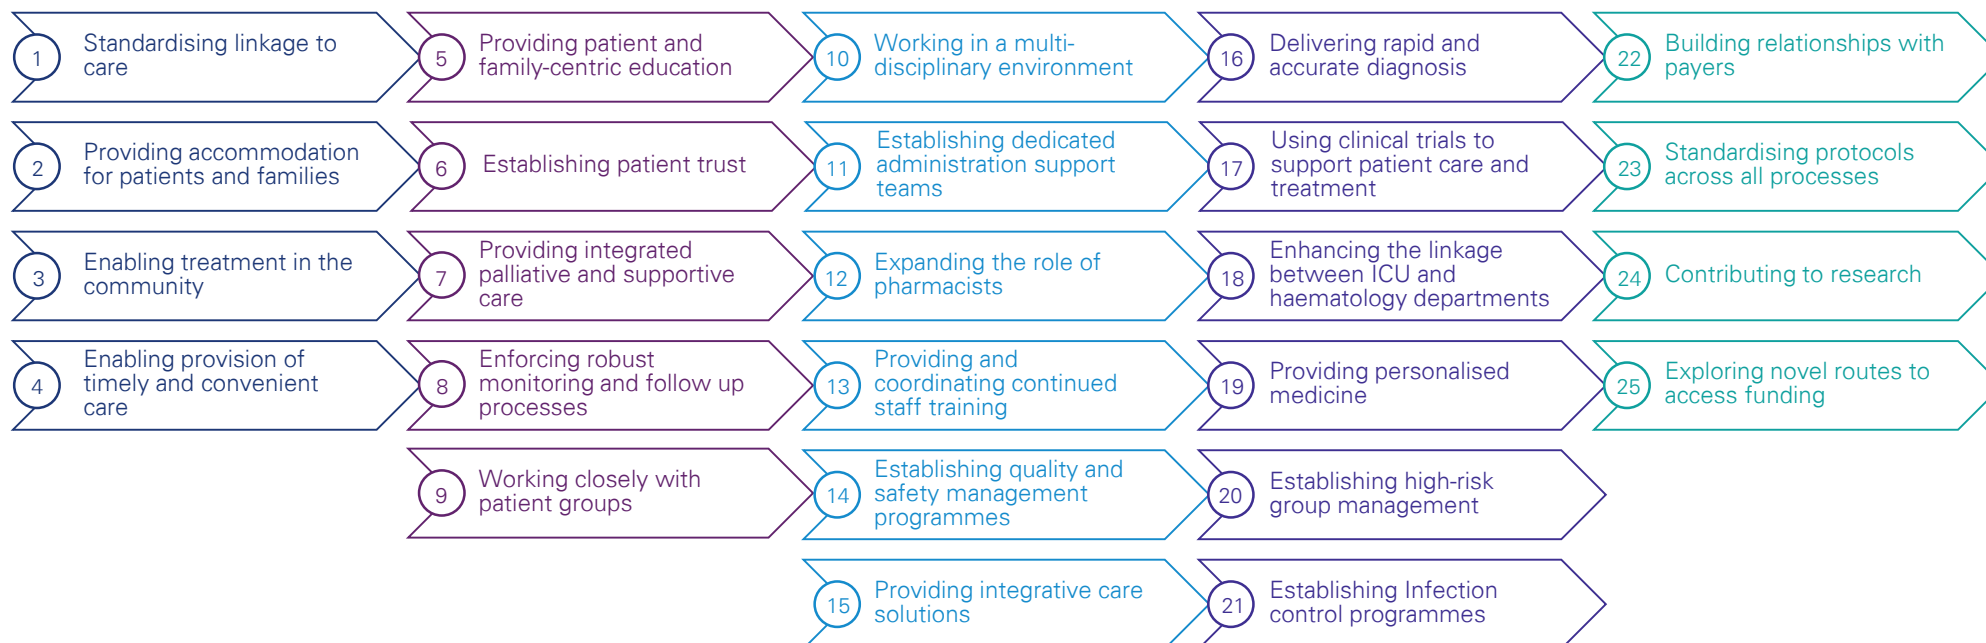 1
Standardising linkage to
care
2
Providing accommodation
for patients and families
3
Enabling treatment in the
community
4
Enabling provision of
timely and convenient
care
5
Providing patient and
family-centric education
6
Establishing patient trust
7
Providing integrated
palliative and supportive
care
8
Enforcing robust
monitoring and follow up
processes
9
Working closely with
patient groups
10
Working in a multi-
disciplinary environment
11
Establishing dedicated
administration support
teams
12
Expanding the role of
pharmacists
13
Providing and
coordinating continued
staff training
14
Establishing quality and
safety management
programmes
15
Providing integrative care
solutions
16
Delivering rapid and
accurate diagnosis
17
Using clinical trials to
support patient care and
treatment
18
Enhancing the linkage
between ICU and
haematology departments
19
Providing personalised
medicine
20
Establishing high-risk
group management
21
Establishing Infection
control programmes
22
Building relationships with
payers
23
Standardising protocols
across all processes
24
Contributing to research
25
Exploring novel routes to
access funding